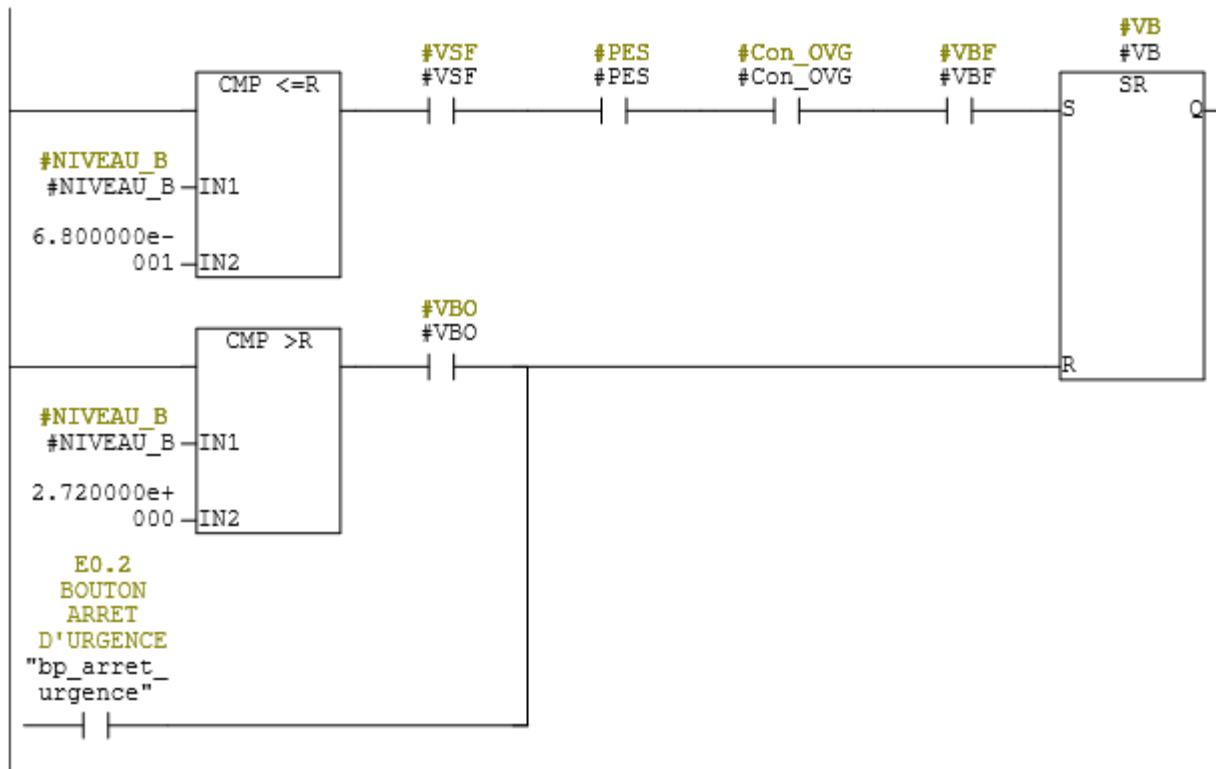 #VB
#VSF #PES #Con_OVG #VBF #VB
CMP <=R #VSF #PES #Con_OVG #VBF SR
S Q
#NIVEAU_B
#NIVEAU_B IN1
6.800000e-
001 IN2
#VBO
CMP >R #VBO
R
#NIVEAU_B
#NIVEAU_B IN1
2.720000e+
000 IN2
E0.2
BOUTON
ARRET
D'URGENCE
"bp_arret_
urgence"